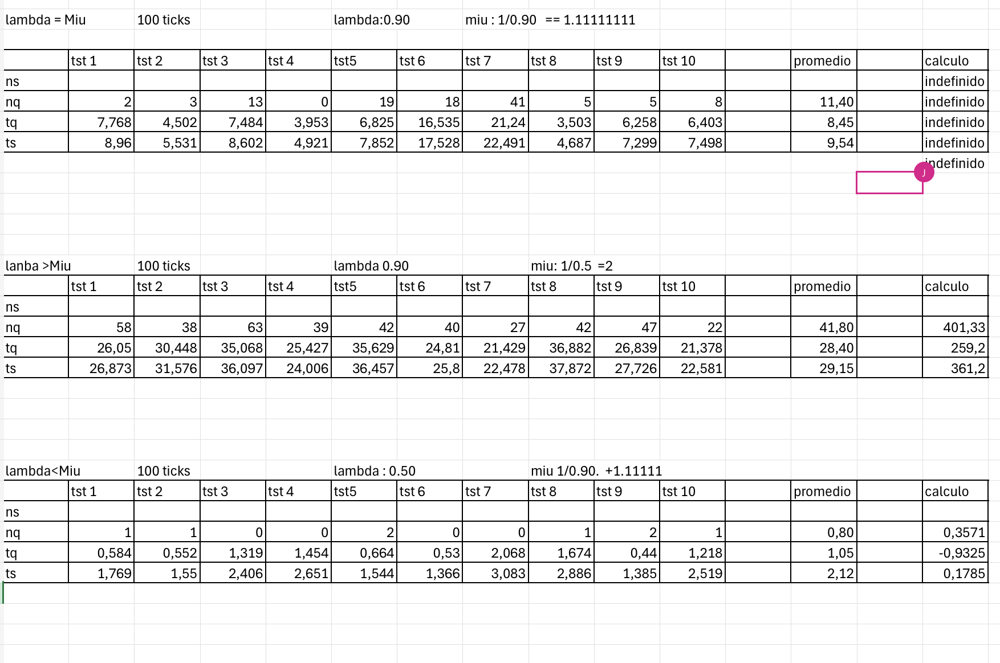 lambda = Miu 100 ticks lambda:0.90 miu : 1/0.90 == 1.11111111
tst 1 tst 2 tst 3 tst 4 tst5 tst 6 tst 7 tst 8 tst 9 tst 10 promedio calculo
ns indefinido
nq 2 3 13 0 19 18 41 5 5 8 11,40 indefinido
tq 7,768 4,502 7,484 3,953 6,825 16,535 21,24 3,503 6,258 6,403 8,45 indefinido
ts 8,96 5,531 8,602 4,921 7,852 17,528 22,491 4,687 7,299 7,498 9,54 indefinido
indefinido
J
lanba >Miu 100 ticks lambda 0.90 miu: 1/0.5 =2
tst 1 tst 2 tst 3 tst 4 tst5 tst 6 tst 7 tst 8 tst 9 tst 10 promedio calculo
ns
nq 58 38 63 39 42 40 27 42 47 22 41,80 401,33
tq 26,05 30,448 35,068 25,427 35,629 24,81 21,429 36,882 26,839 21,378 28,40 259,2
ts 26,873 31,576 36,097 24,006 36,457 25,8 22,478 37,872 27,726 22,581 29,15 361,2
lambda<Miu 100 ticks lambda : 0.50 miu 1/0.90. +1.11111
tst 1 tst 2 tst 3 tst 4 tst5 tst 6 tst 7 tst 8 tst 9 tst 10 promedio calculo
ns
nq 1 1 0 0 2 0 0 1 2 1 0,80 0,3571
tq 0,584 0,552 1,319 1,454 0,664 0,53 2,068 1,674 0,44 1,218 1,05 -0,9325
ts 1,769 1,55 2,406 2,651 1,544 1,366 3,083 2,886 1,385 2,519 2,12 0,1785